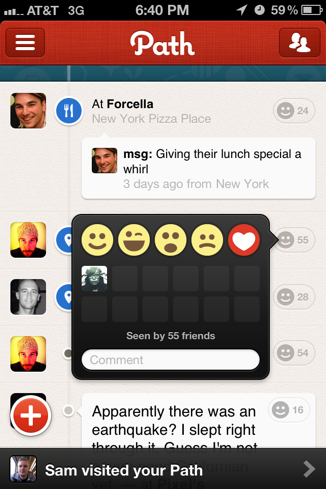 AT&T 3G 6:40 PM 59%
Path
At Forcella
New York Pizza Place
24
msg: Giving their lunch special a
whirl
3 days ago from New York
55
28
Seen by 55 friends
54
Comment
16
Apparently there was an
earthquake? I slept right
through it. Guess I'm not
Sam visited your Path